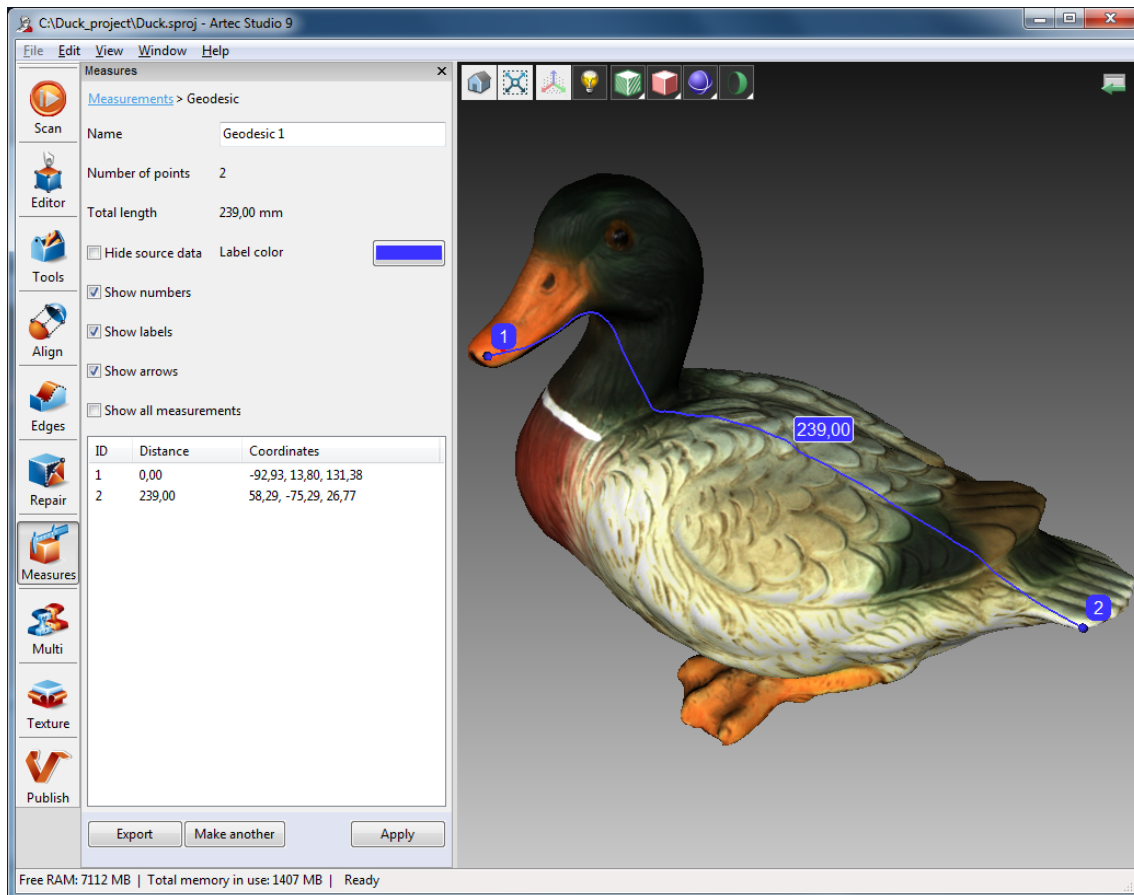 C:\Duck_project\Duck.sproj - Artec Studio 9
File Edit View Window Help
Scan
Editor
Tools
Align
Edges
Repair
Measures
Multi
Texture
Publish
Measures
Measurements > Geodesic
Name Geodesic 1
Number of points 2
Total length 239,00 mm
Hide source data Label color
Show numbers
Show labels
Show arrows
Show all measurements
ID Distance Coordinates
1 0,00 -92,93, 13,80, 131,38
2 239,00 58,29, -75,29, 26,77
Export Make another Apply
1
239,00
2
Free RAM: 7112 MB | Total memory in use: 1407 MB | Ready